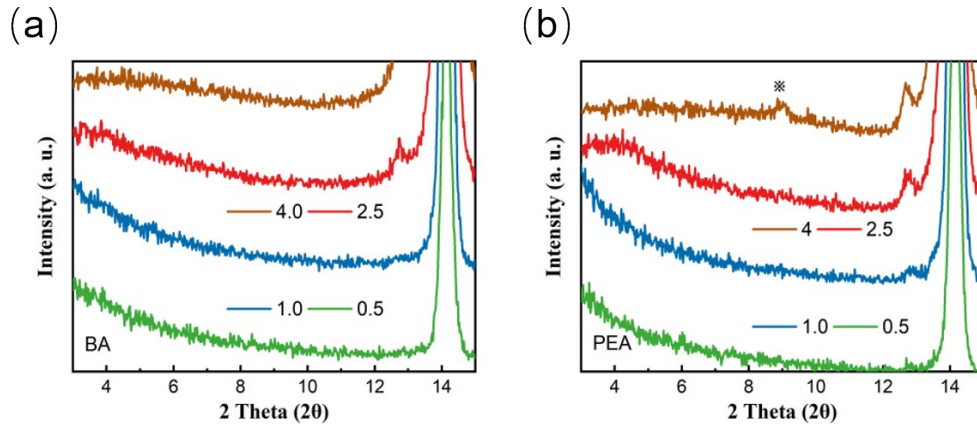 (a)
(b)
Intensity (a. u.)
4.0 2.5
1.0 0.5
BA
4 6 8 10 12 14
2 Theta (2θ)
Intensity (a. u.)
※
4 2.5
1.0 0.5
PEA
4 6 8 10 12 14
2 Theta (2θ)